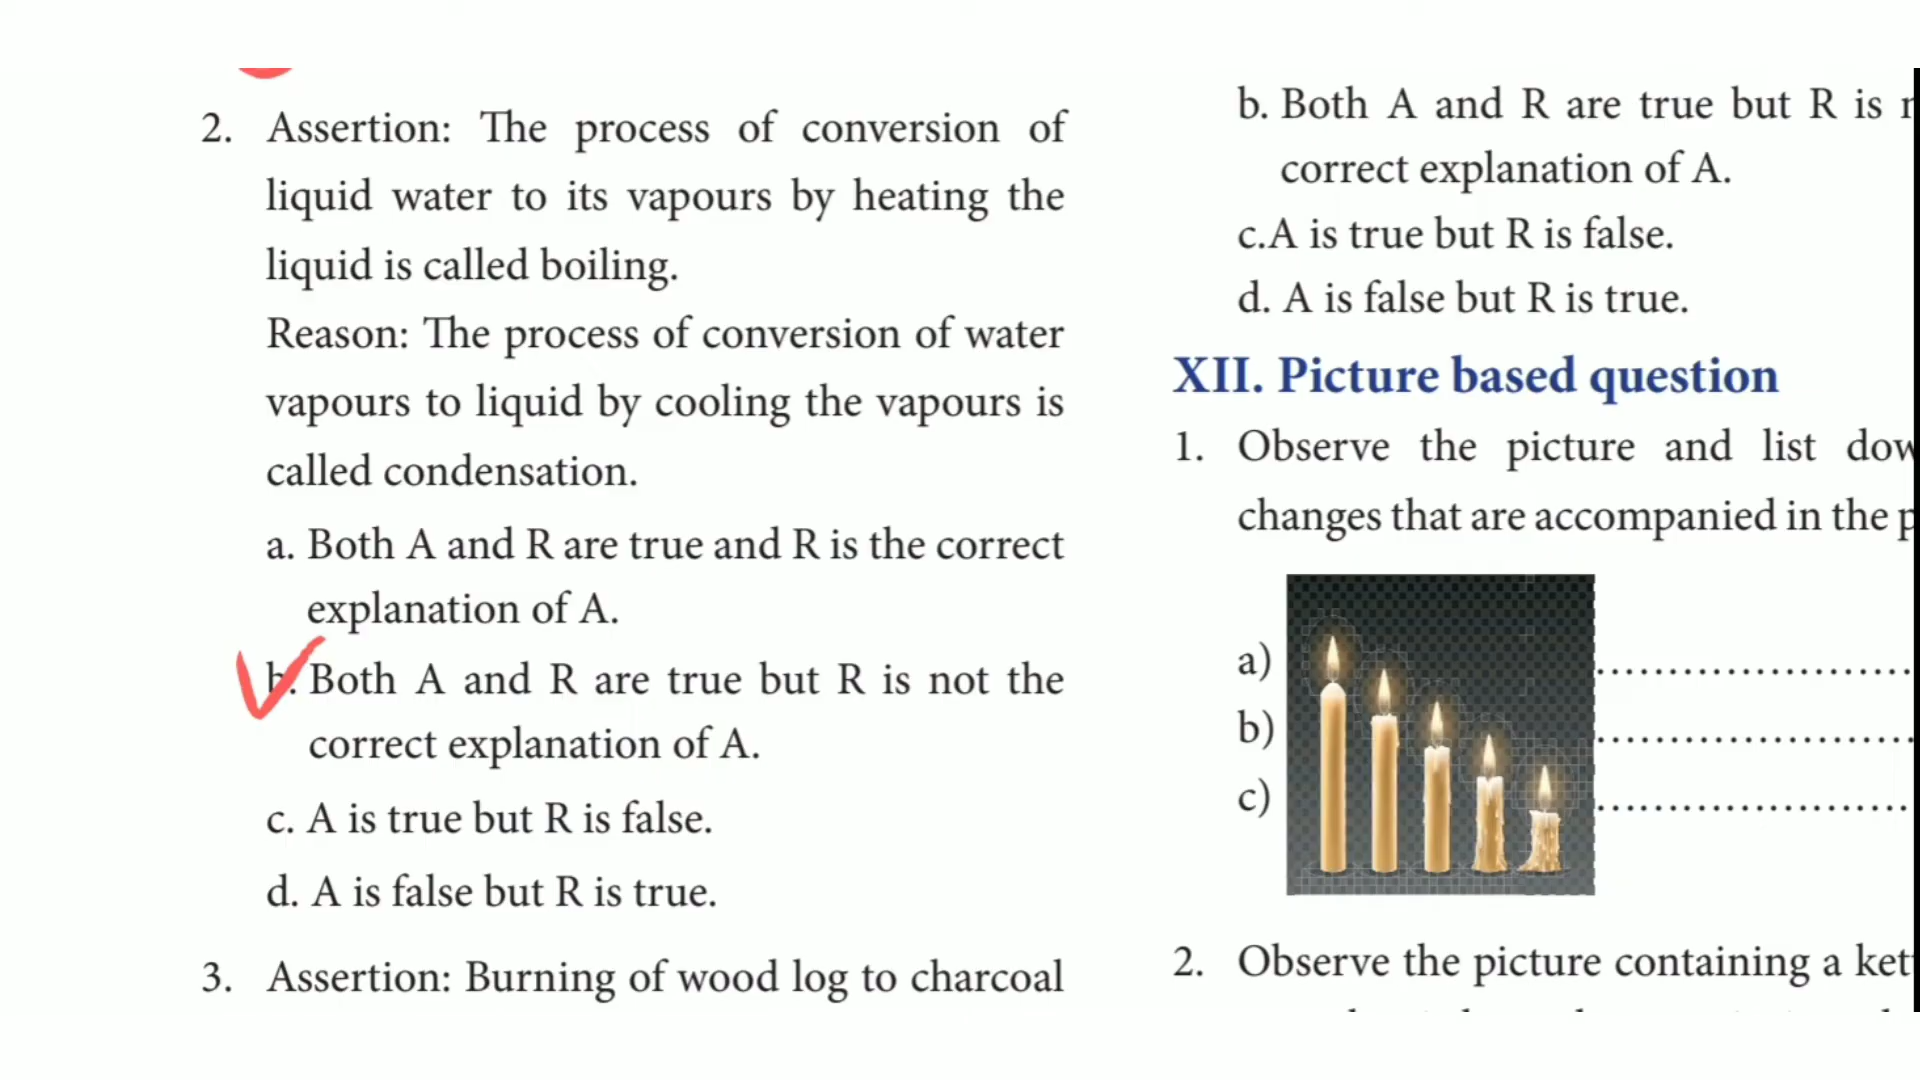 2. Assertion: The process of conversion of
liquid water to its vapours by heating the
liquid is called boiling.
Reason: The process of conversion of water
vapours to liquid by cooling the vapours is
called condensation.
a. Both A and R are true and R is the correct
explanation of A.
b. Both A and R are true but R is not the
correct explanation of A.
c. A is true but R is false.
d. A is false but R is true.
3. Assertion: Burning of wood log to charcoal
b. Both A and R are true but R is
correct explanation of A.
c.A is true but R is false.
d. A is false but R is true.
XII. Picture based question
1. Observe the picture and list
changes that are accompanied in the
a) ......................
b) ......................
c) ......................
2. Observe the picture containing a